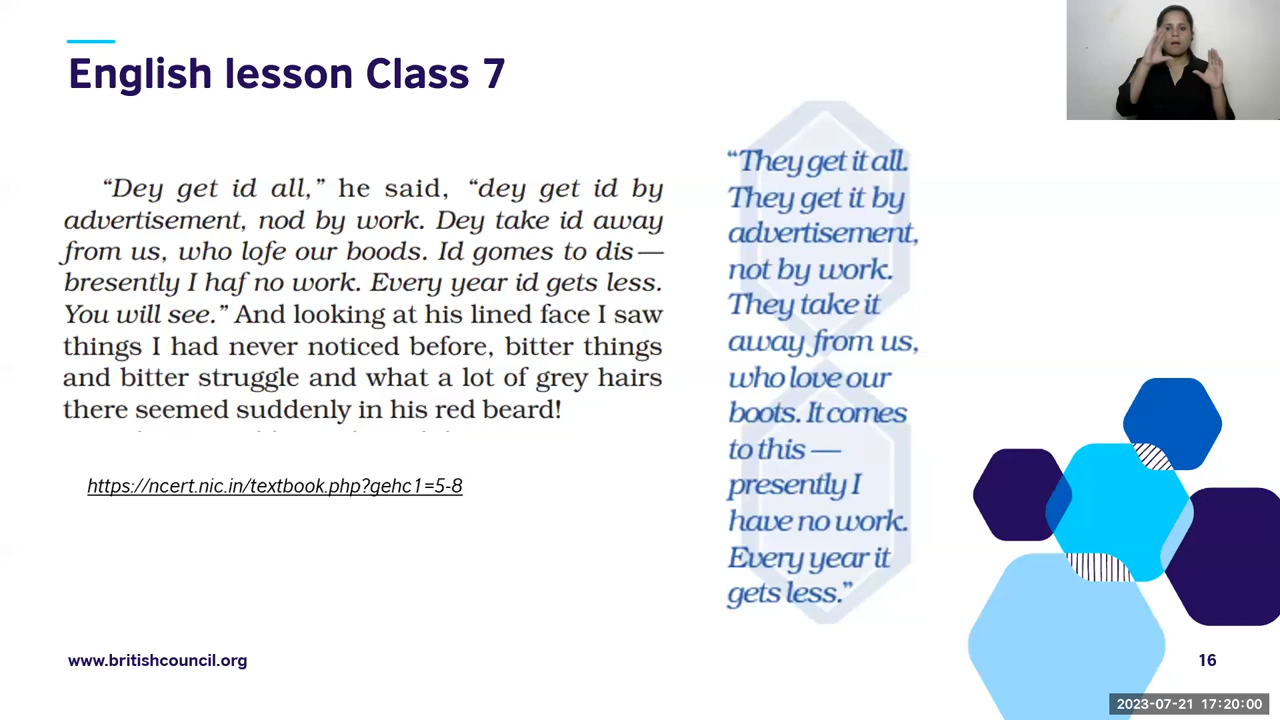 English lesson Class 7
“Dey get id all,” he said, “dey get id by
advertisement, nod by work. Dey take id away
from us, who lofe our boods. Id gomes to dis—
bresently I haf no work. Every year id gets less.
You will see.” And looking at his lined face I saw
things I had never noticed before, bitter things
and bitter struggle and what a lot of grey hairs
there seemed suddenly in his red beard!
https://ncert.nic.in/textbook.php?gehc1=5-8
“They get it all.
They get it by
advertisement,
not by work.
They take it
away from us,
who love our
boots. It comes
to this —
presently I
have no work.
Every year it
gets less.”
www.britishcouncil.org
16
2023-07-21 17:20:00